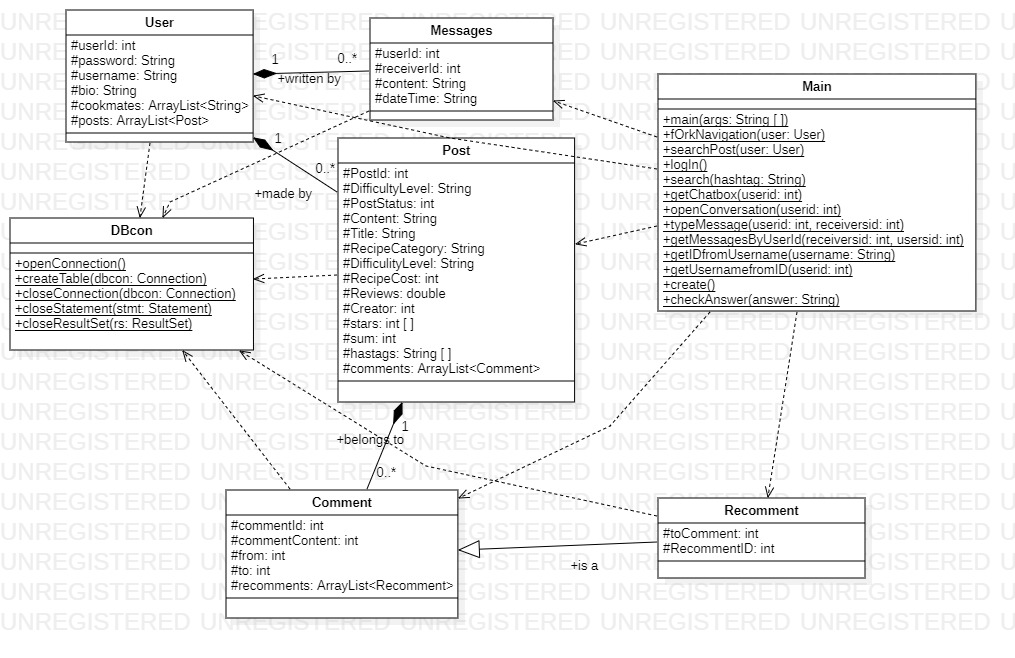 User
#userId: int
#password: String
#username: String
#bio: String
#cookmates: ArrayList<String>
#posts: ArrayList<Post>
1
0..*
+written by
Messages
#userId: int
#receiverId: int
#content: String
#dateTime: String
Main
+main(args: String [ ])
+fOrkNavigation(user: User)
+searchPost(user: User)
+logIn()
+search(hashtag: String)
+getChatbox(userid: int)
+openConversation(userid: int)
+typeMessage(userid: int, receiversid: int)
+getMessagesByUserId(receiversid: int, usersid: int)
+getIDfromUsername(username: String)
+getUsernamefromID(userid: int)
+create()
+checkAnswer(answer: String)
1
0..*
+made by
Post
#PostId: int
#DifficultyLevel: String
#PostStatus: int
#Content: String
#Title: String
#RecipeCategory: String
#DifficulityLevel: String
#RecipeCost: int
#Reviews: double
#Creator: int
#stars: int [ ]
#sum: int
#hastags: String [ ]
#comments: ArrayList<Comment>
DBcon
+openConnection()
+createTable(dbcon: Connection)
+closeConnection(dbcon: Connection)
+closeStatement(stmt: Statement)
+closeResultSet(rs: ResultSet)
1
+belongs to
0..*
Comment
#commentId: int
#commentContent: int
#from: int
#to: int
#recomments: ArrayList<Recomment>
+is a
Recomment
#toComment: int
#RecommentID: int
UNREGISTERED